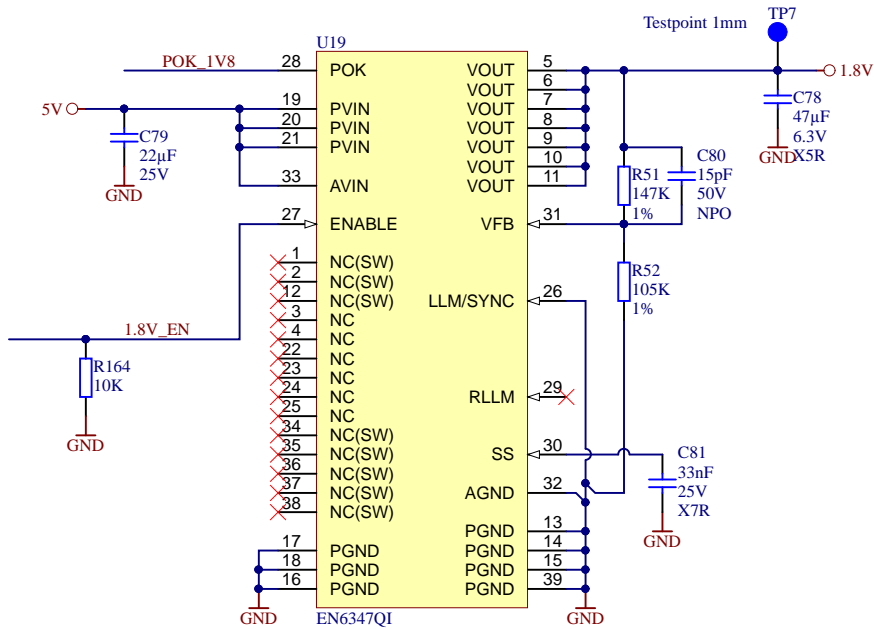 TP7
Testpoint 1mm
U19
POK_1V8 28 POK VOUT 5 1.8V
VOUT 6
5V 19 PVIN VOUT 7
20 PVIN VOUT 8
21 PVIN VOUT 9
VOUT 10
33 AVIN VOUT 11
C79
22µF
25V
GND
C78
47µF
6.3V
X5R
GND
R51
147K
1%
C80
15pF
50V
NPO
27 ENABLE VFB 31
1 NC(SW)
2 NC(SW)
12 NC(SW) LLM/SYNC 26
3 NC
4 NC
22 NC
23 NC
24 NC RLLM 29
25 NC
34 NC(SW)
35 NC(SW) SS 30
36 NC(SW)
37 NC(SW) AGND 32
38 NC(SW)
PGND 13
17 PGND PGND 14
18 PGND PGND 15
16 PGND PGND 39
R52
105K
1%
1.8V_EN
R164
10K
GND
C81
33nF
25V
X7R
GND
GND
GND
EN6347QI